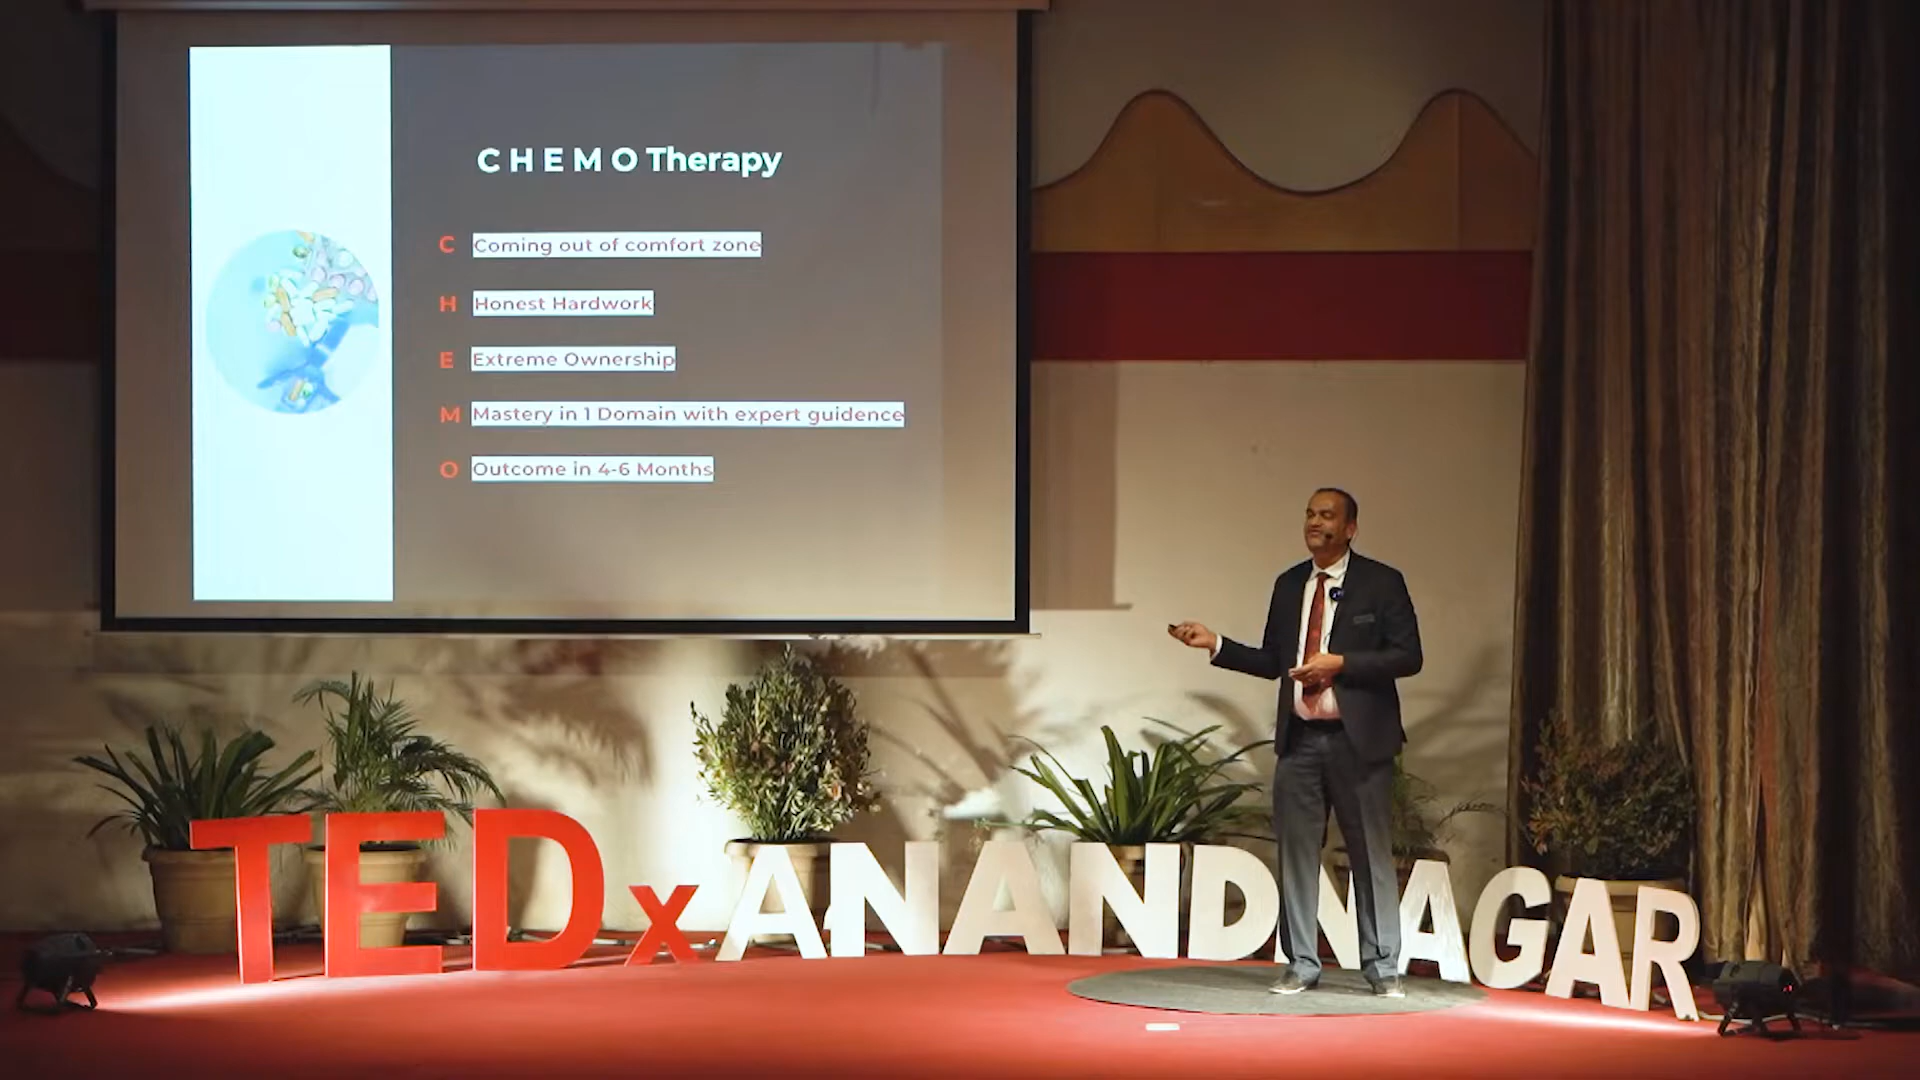 C H E M O Therapy
C Coming out of comfort zone
H Honest Hardwork
E Extreme Ownership
M Mastery in 1 Domain with expert guidence
O Outcome in 4-6 Months
TEDxANANDNAGAR